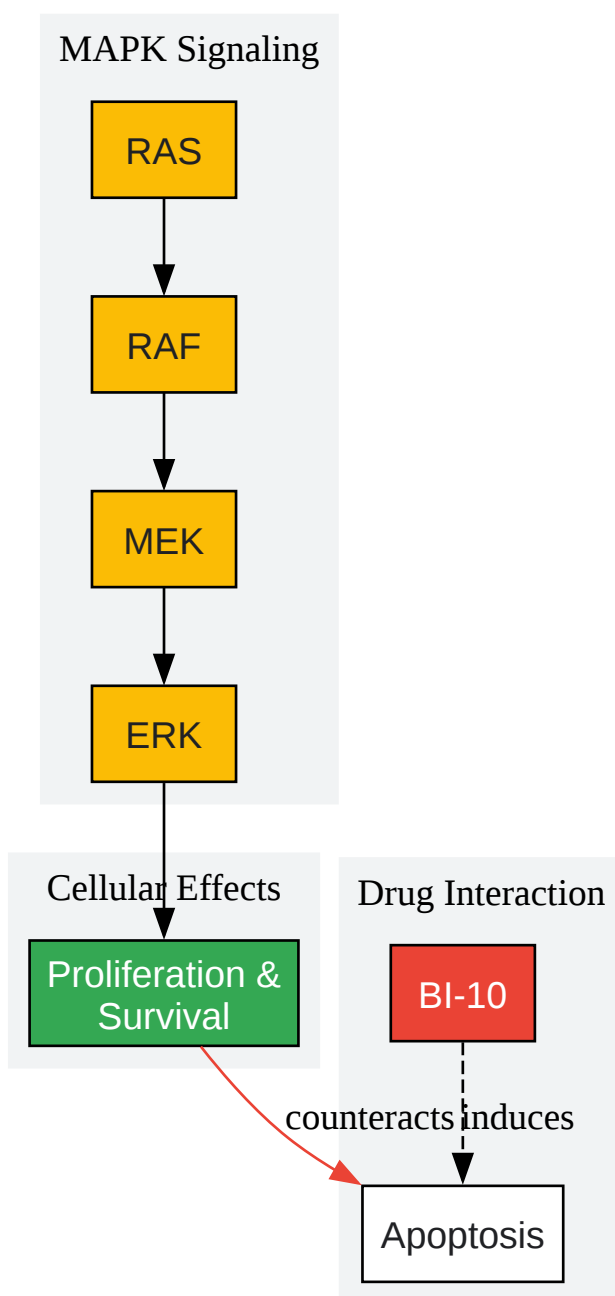 MAPK Signaling
RAS
RAF
MEK
ERK
Cellular Effects
Proliferation &
Survival
Drug Interaction
BI-10
counteracts
induces
Apoptosis